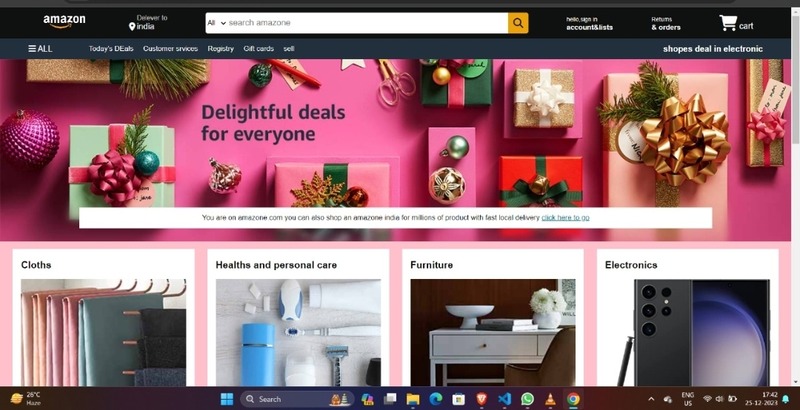 amazon
Delever to
india
All
search amazone
hello,sign in
account&lists
Returns
& orders
cart
ALL
Today's DEals
Customer srvices
Registry
Gift cards
sell
shopes deal in electronic
Delightful deals
for everyone
You are on amazone com you can also shop an amazone india for millions of product with fast local delivery click here to go
Cloths
Healths and personal care
Furniture
Electronics
26°C
Haze
Search
ENG
US
17:42
25-12-2023